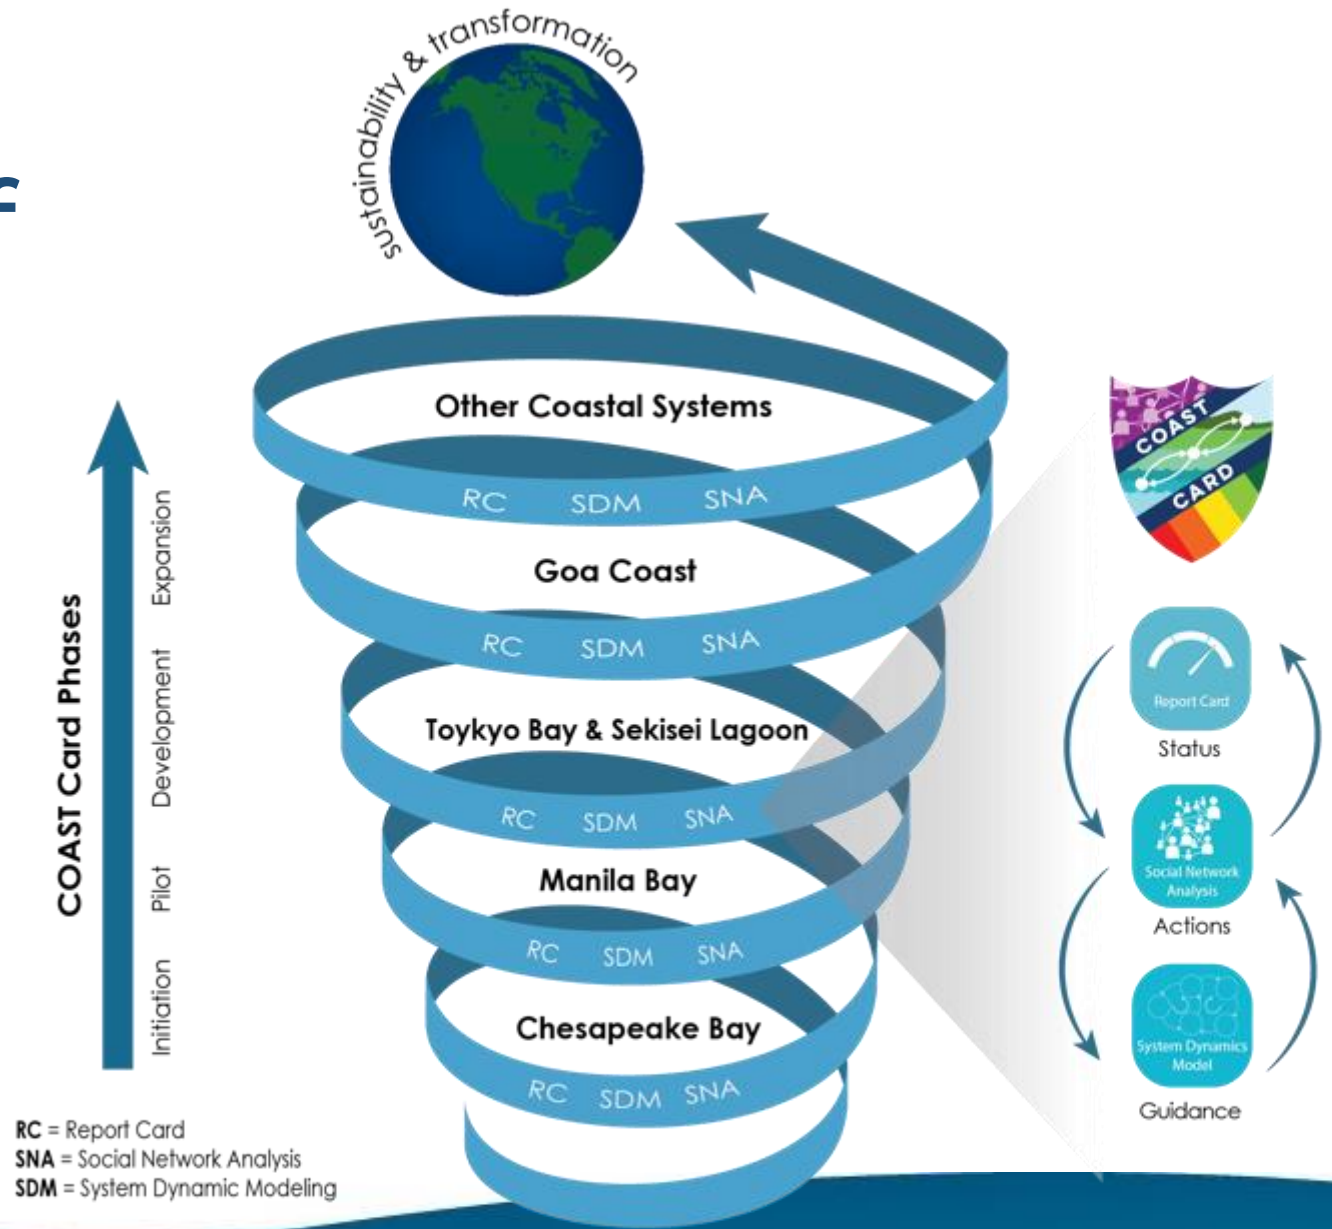 sustainability & transformation
Other Coastal Systems
RC SDM SNA
Goa Coast
RC SDM SNA
Toykyo Bay & Sekisei Lagoon
RC SDM SNA
Manila Bay
RC SDM SNA
Chesapeake Bay
RC SDM SNA
COAST Card Phases
Initiation Pilot Development Expansion
RC = Report Card
SNA = Social Network Analysis
SDM = System Dynamic Modeling
COAST
CARD
Report Card
Status
Social Network
Analysis
Actions
System Dynamics
Model
Guidance